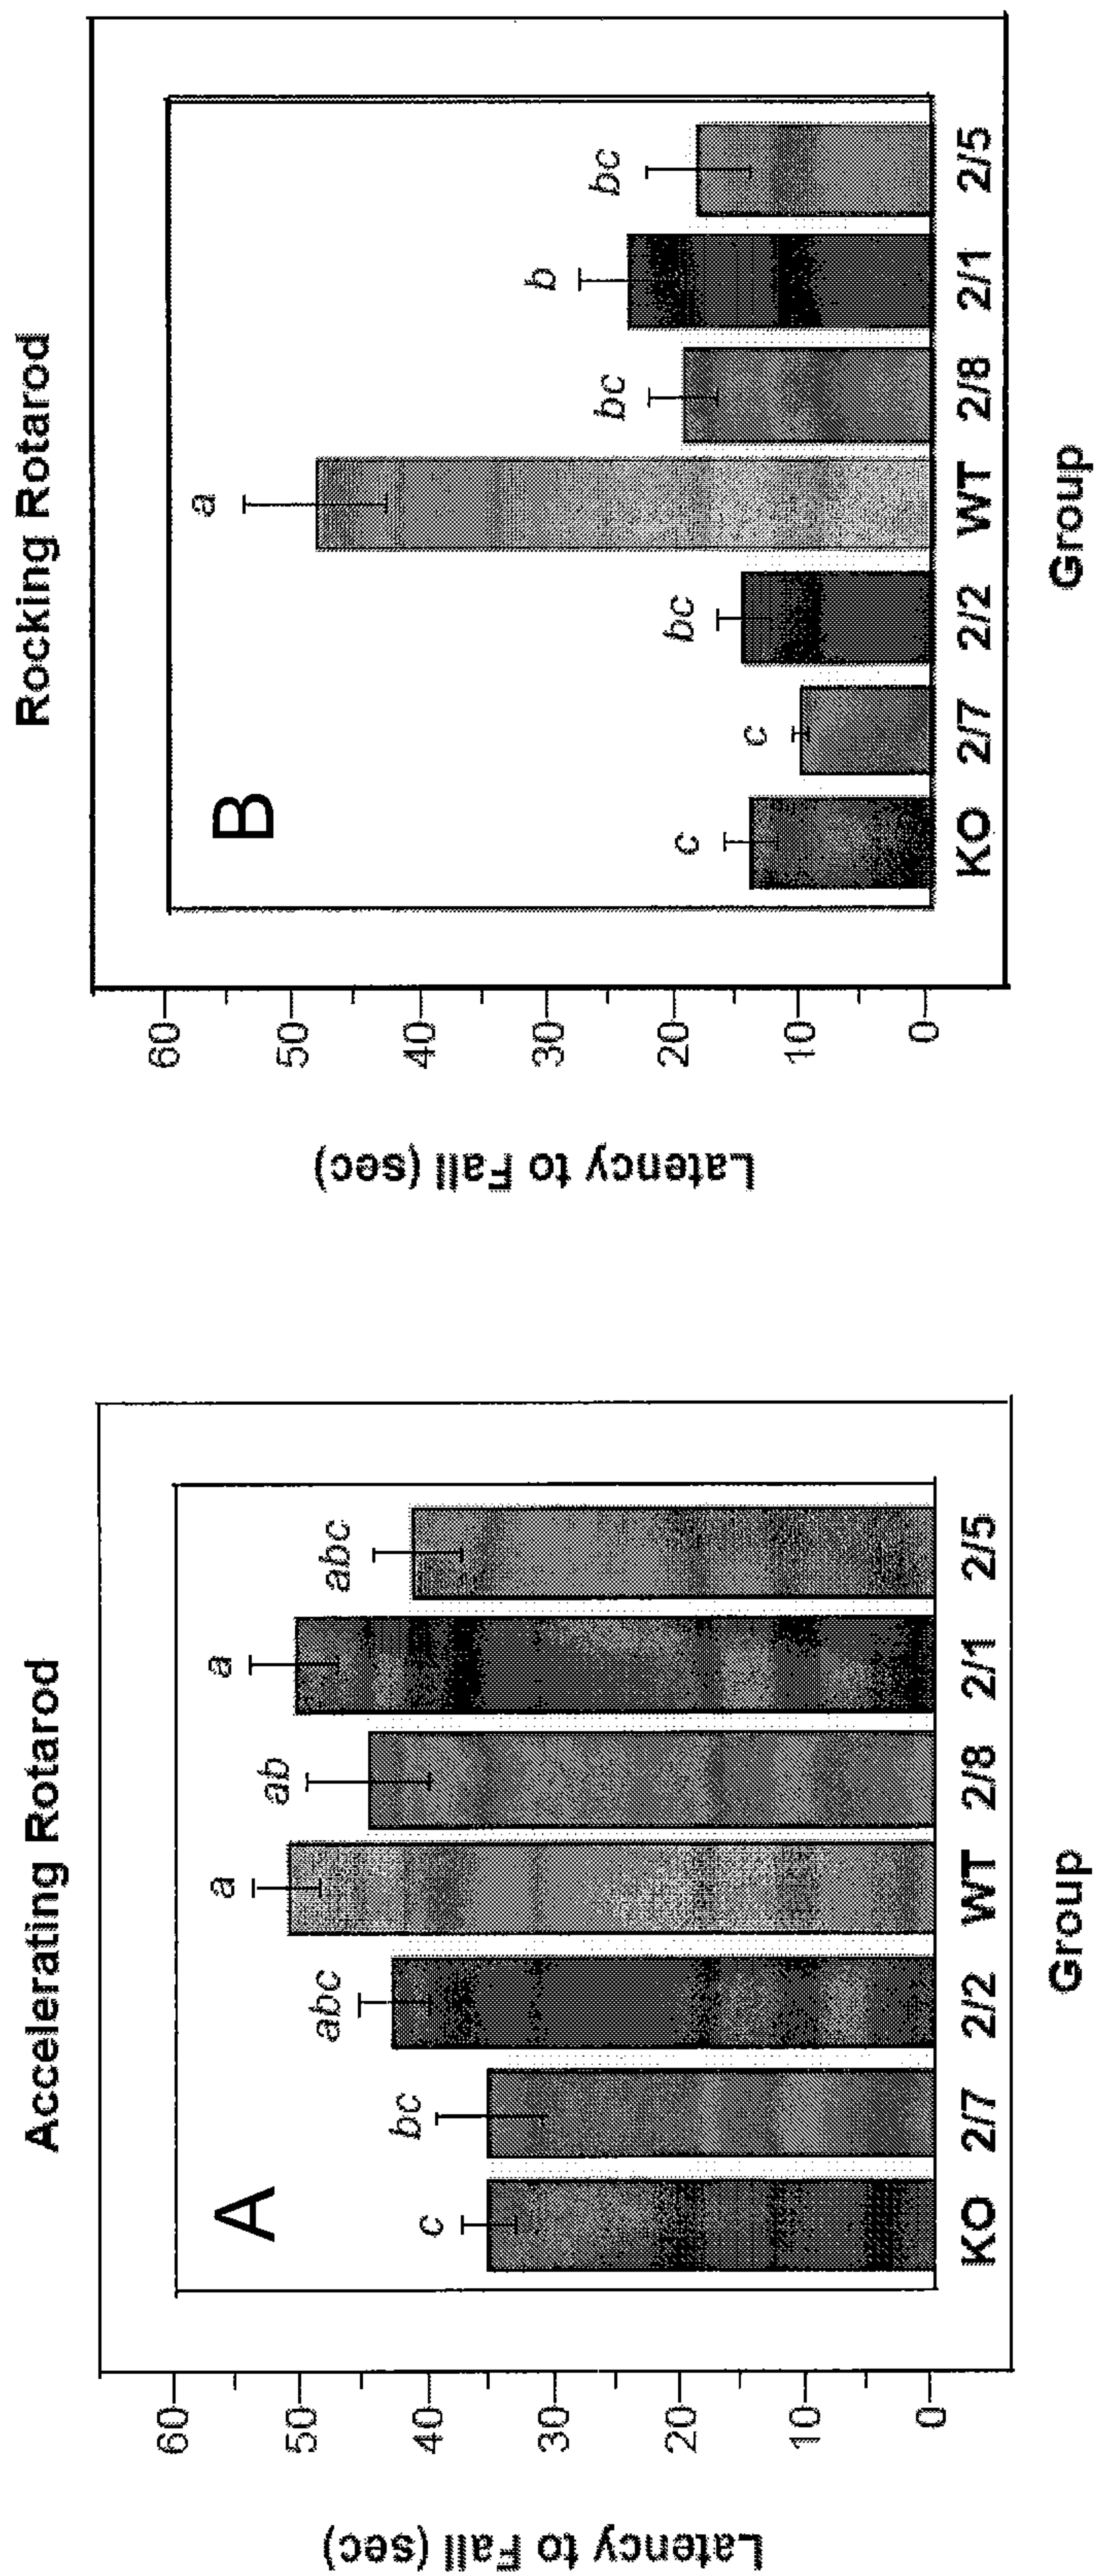 Accelerating Rotarod
A
Latency to Fall (sec)
60
50
40
30
20
10
0
c
bc
abc
a
ab
a
abc
KO 2/7 2/2 WT 2/8 2/1 2/5
Group
Rocking Rotarod
B
Latency to Fall (sec)
60
50
40
30
20
10
0
c
c
bc
a
bc
b
bc
KO 2/7 2/2 WT 2/8 2/1 2/5
Group